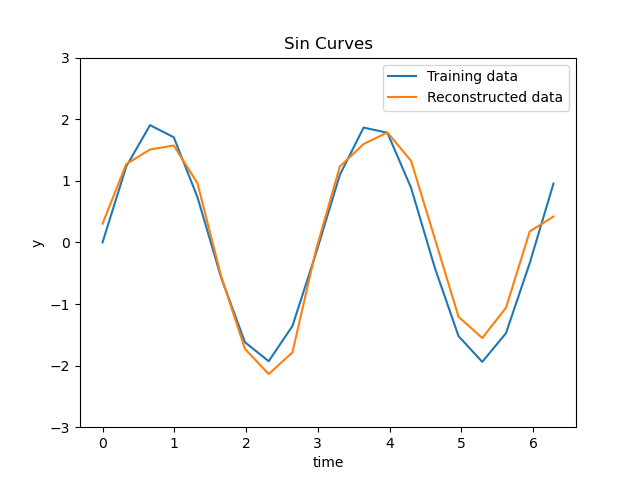 Sin Curves
Training data
Reconstructed data
3
2
1
0
−1
−2
−3
y
0 1 2 3 4 5 6
time